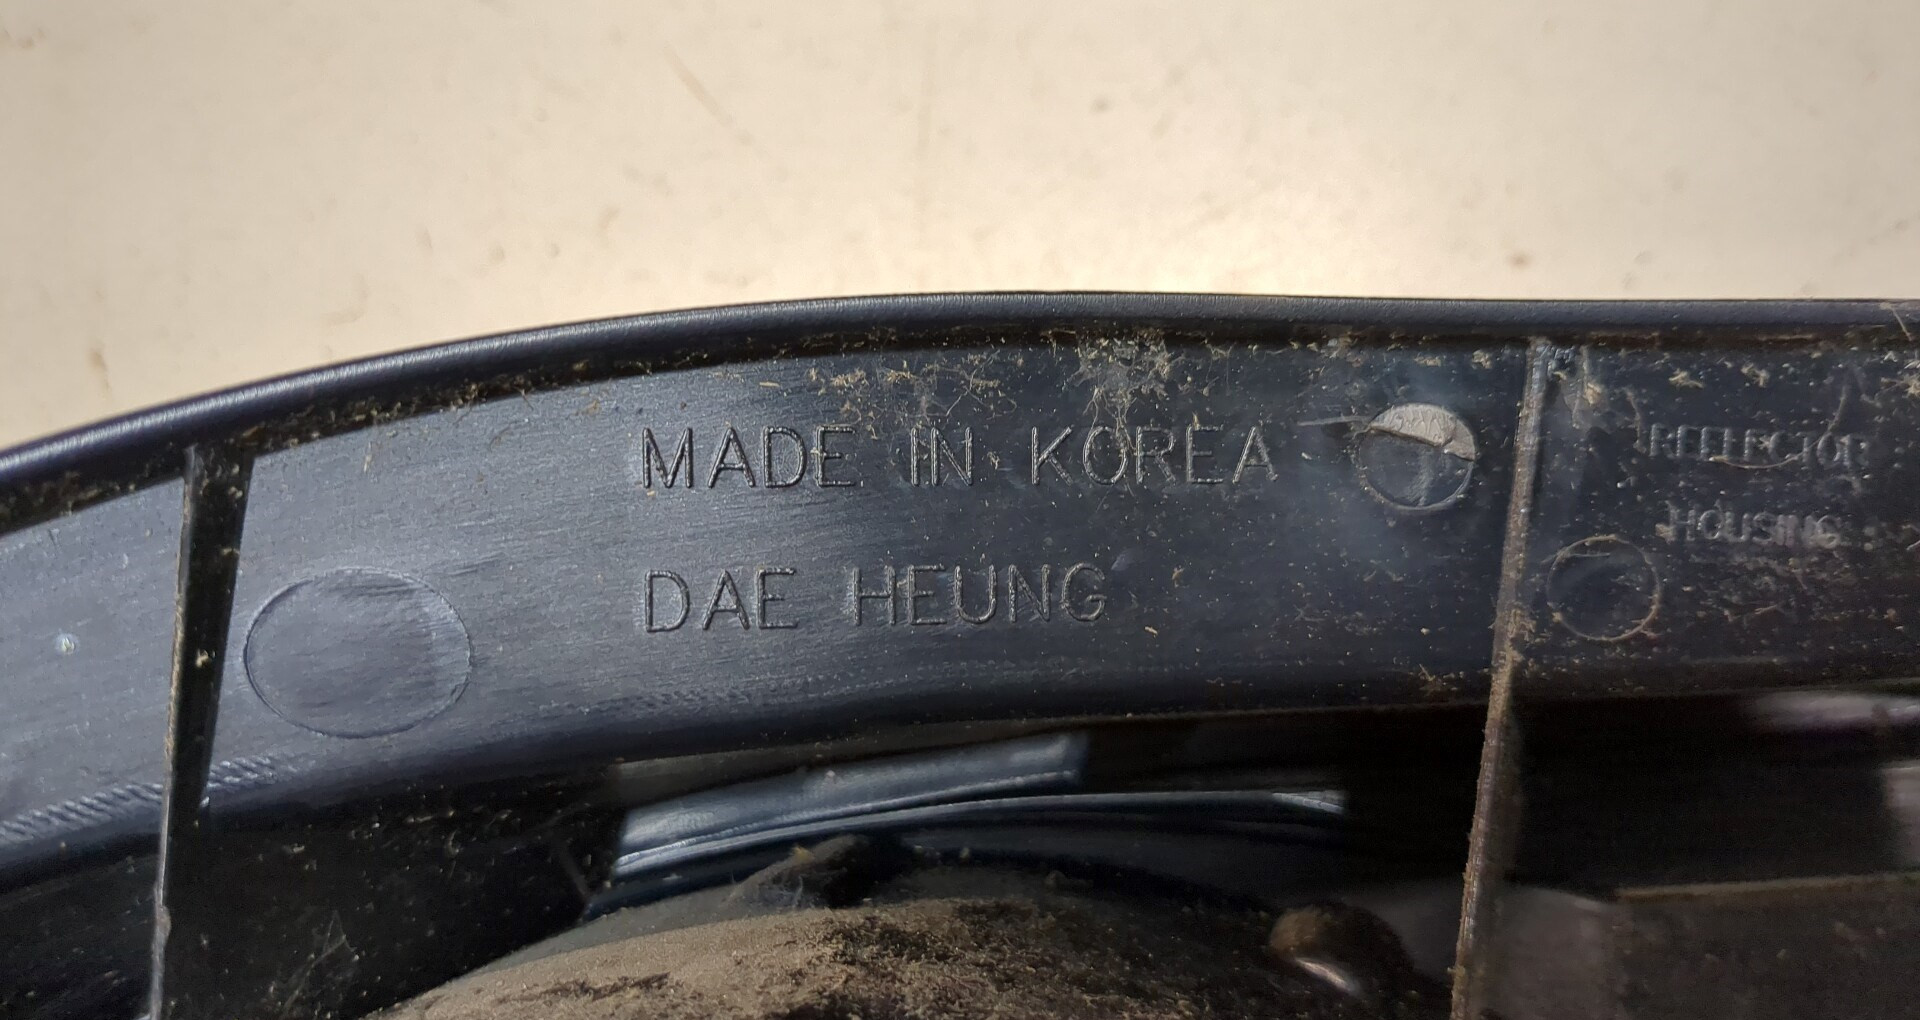 MADE IN KOREA
DAE HEUNG
REFLECTOR
HOUSING